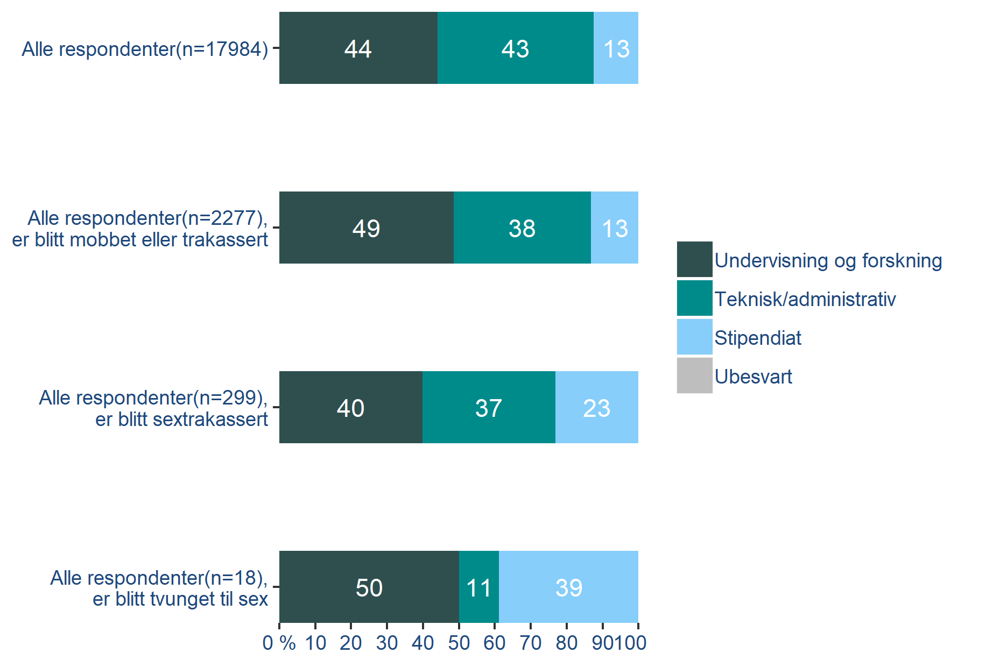 Alle respondenter(n=17984)
44 43 13
Alle respondenter(n=2277),
er blitt mobbet eller trakassert
49 38 13
Alle respondenter(n=299),
er blitt sextrakassert
40 37 23
Alle respondenter(n=18),
er blitt tvunget til sex
50 11 39
0 % 10 20 30 40 50 60 70 80 90 100
Undervisning og forskning
Teknisk/administrativ
Stipendiat
Ubesvart